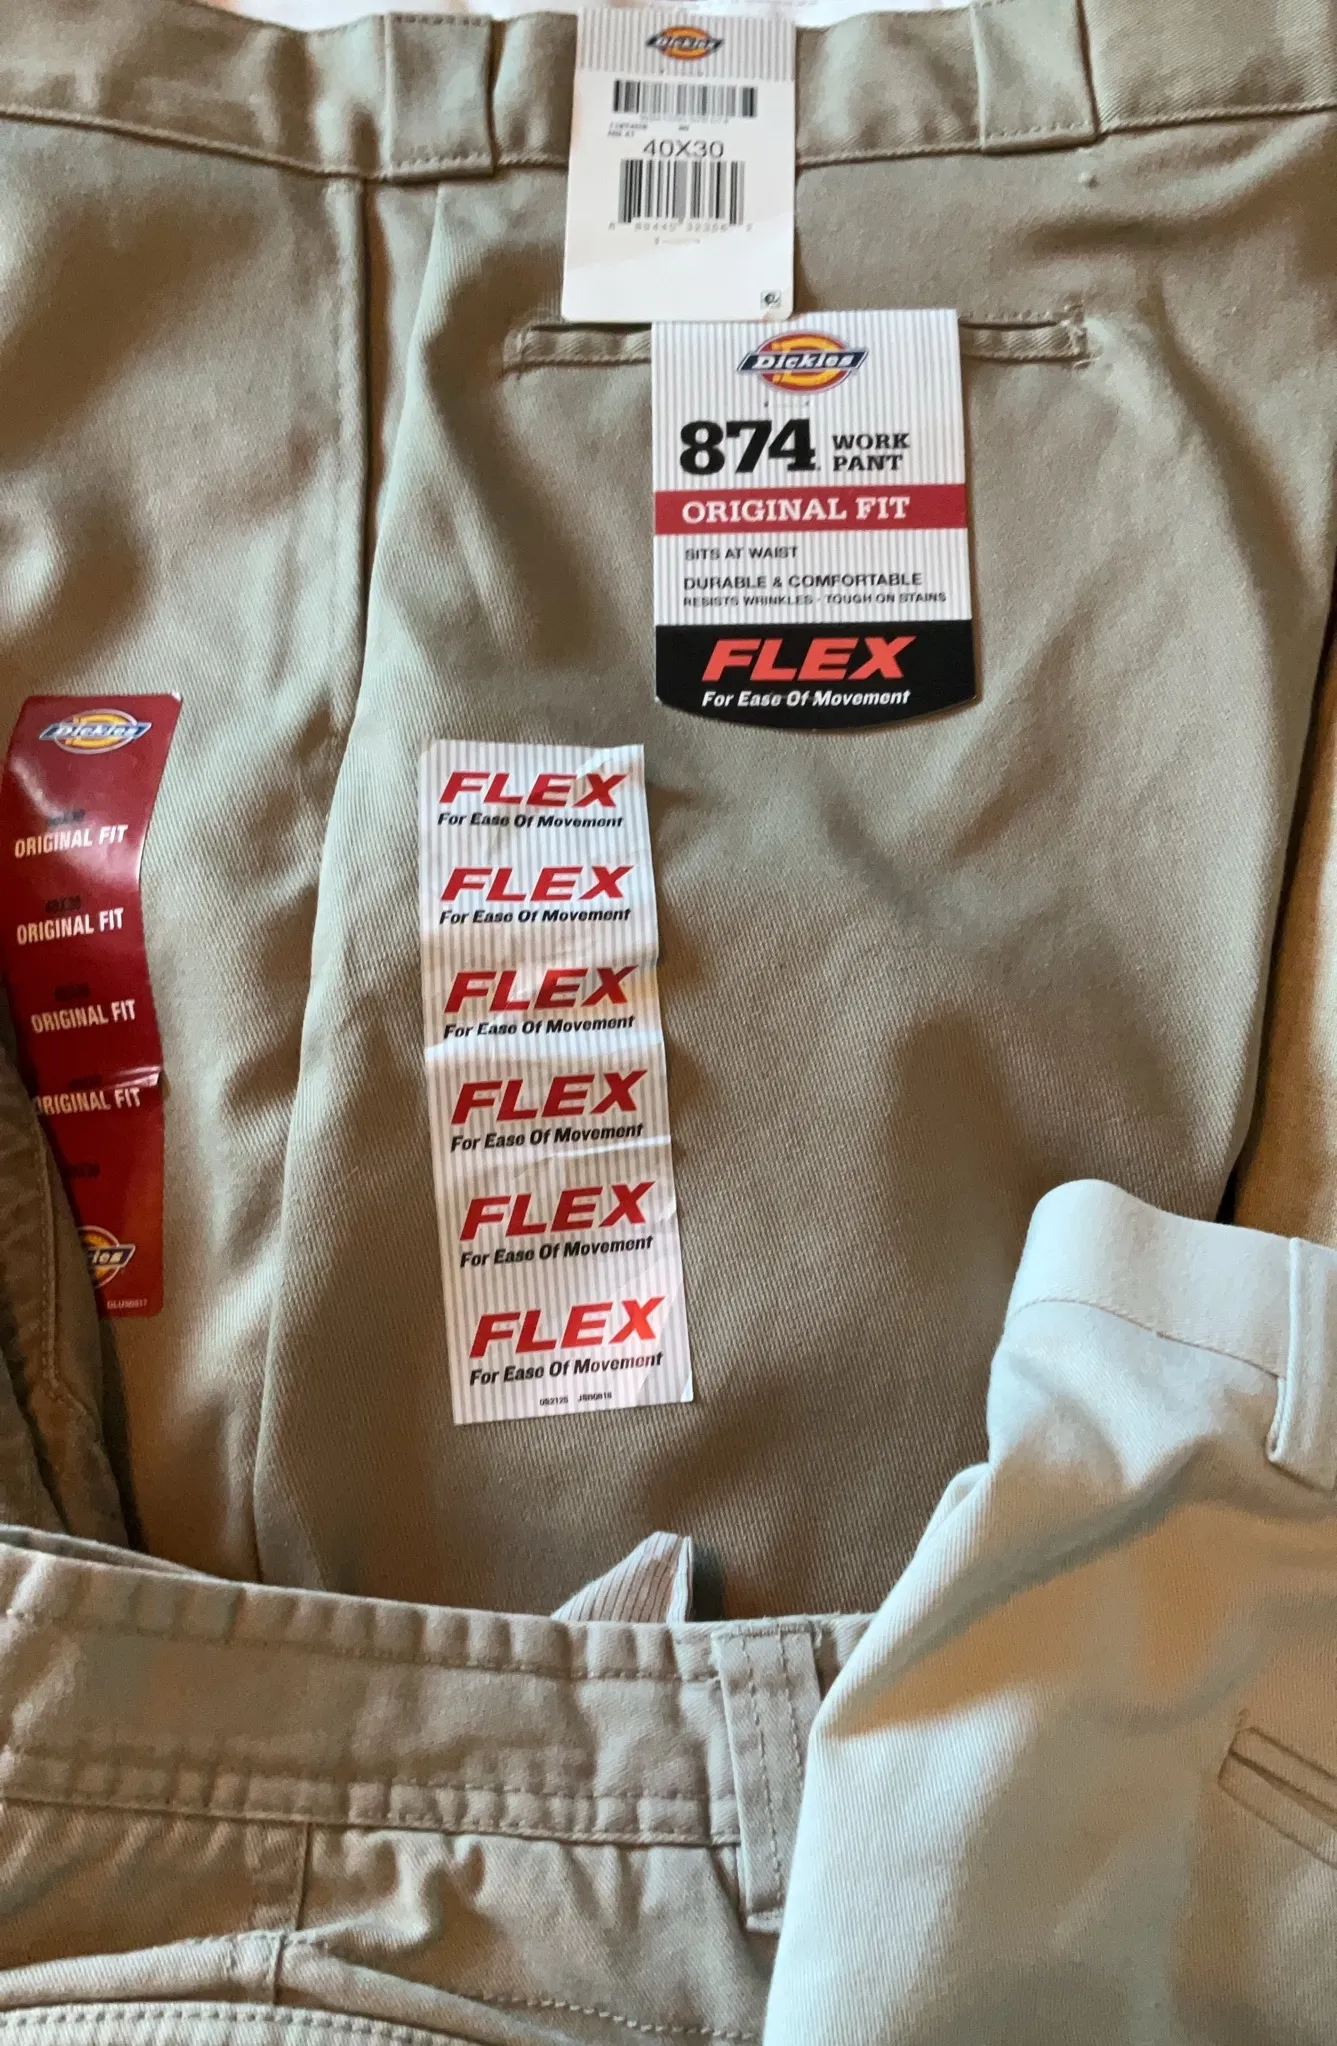 Dickies
40X30
Dickies
874 WORK
PANT
ORIGINAL FIT
SITS AT WAIST
DURABLE & COMFORTABLE
RESISTS WRINKLES · TOUGH ON STAINS
FLEX
For Ease Of Movement
Dickies
ORIGINAL FIT
40X30
ORIGINAL FIT
ORIGINAL FIT
ORIGINAL FIT
FLEX
For Ease Of Movement
FLEX
For Ease Of Movement
FLEX
For Ease Of Movement
FLEX
For Ease Of Movement
FLEX
For Ease Of Movement
FLEX
For Ease Of Movement